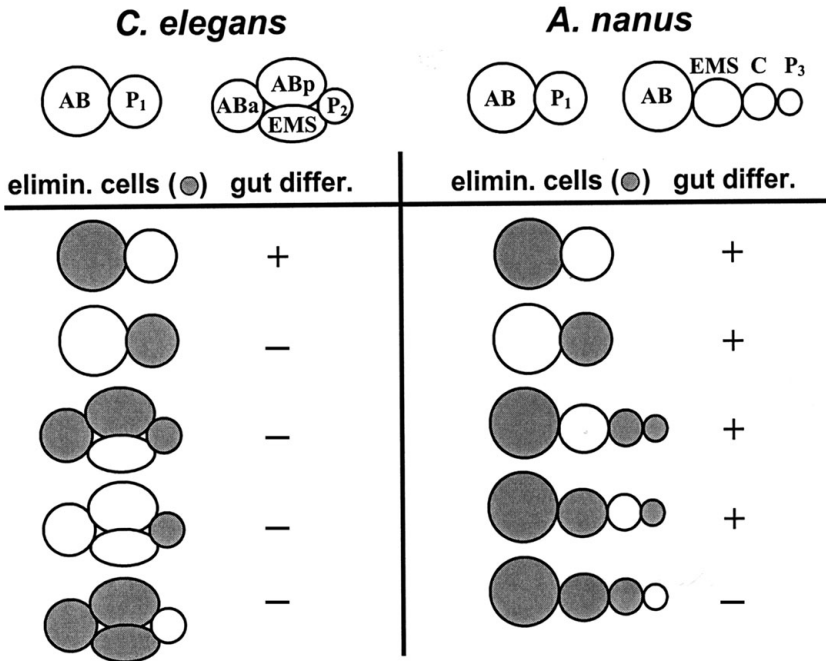 C. elegans A. nanus
AB P₁ ABa ABp EMS P₂ AB P₁ AB EMS C P₃
elimin. cells ( ) gut differ. elimin. cells ( ) gut differ.
+ +
– +
– +
– +
– –